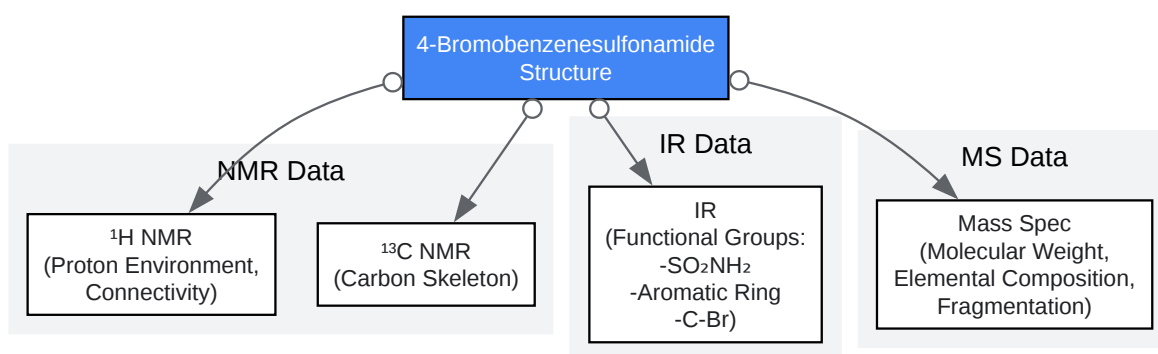 4-Bromobenzenesulfonamide
Structure
NMR Data
¹H NMR
(Proton Environment,
Connectivity)
¹³C NMR
(Carbon Skeleton)
IR Data
IR
(Functional Groups:
-SO₂NH₂
-Aromatic Ring
-C-Br)
MS Data
Mass Spec
(Molecular Weight,
Elemental Composition,
Fragmentation)